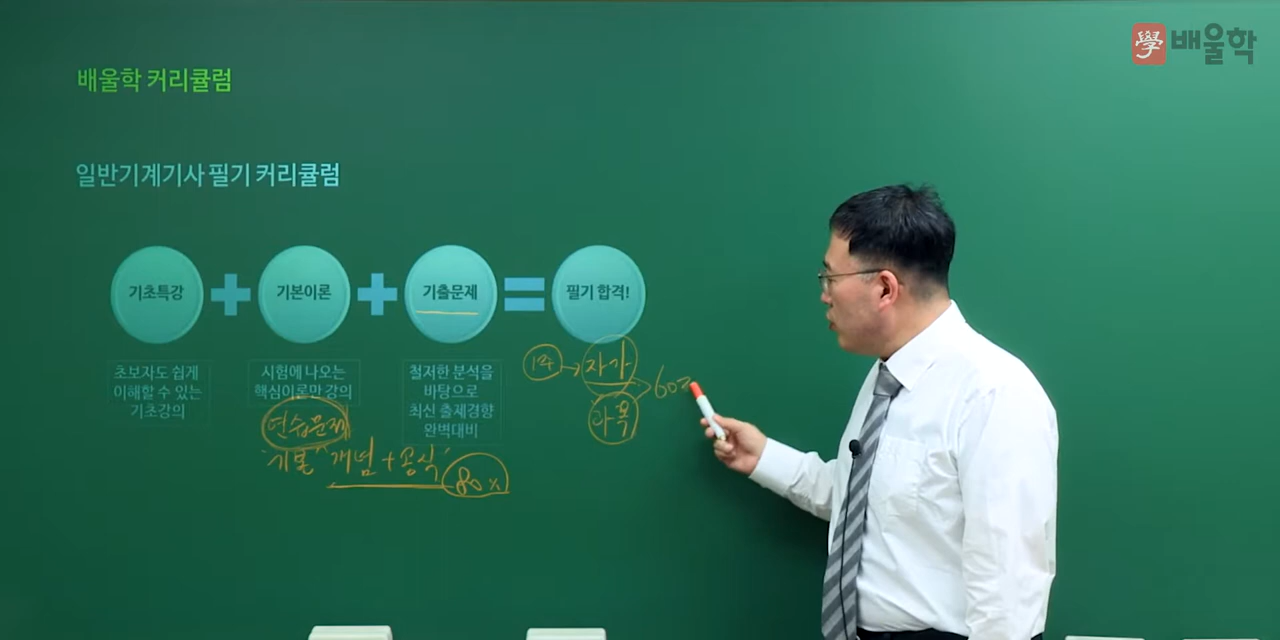 學 배울학
배울학 커리큘럼
일반기계기사 필기 커리큘럼
기초특강 + 기본이론 + 기출문제 = 필기 합격!
초보자도 쉽게
이해할 수 있는
기초강의
시험에 나오는
핵심이론만 강의
철저한 분석을
바탕으로
최신 출제경향
완벽대비
연습문제
기본 개념 + 공식
80%
자가
과목
60